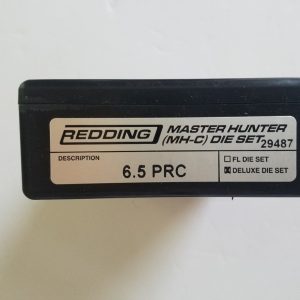 REDDING MASTER HUNTER
(MH-C) DIE SET 29487
DESCRIPTION
6.5 PRC
FL DIE SET
DELUXE DIE SET